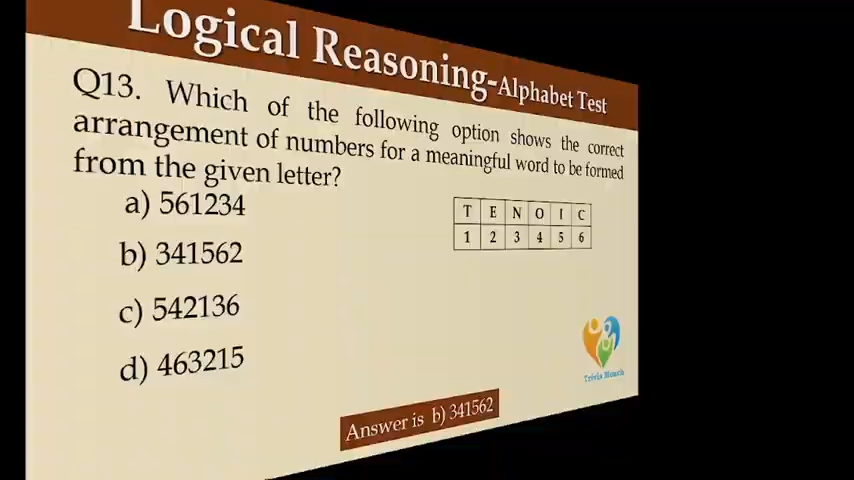 Logical Reasoning-Alphabet Test
Q13. Which of the following option shows the correct
arrangement of numbers for a meaningful word to be formed
from the given letter?
a) 561234
b) 341562
c) 542136
d) 463215
T E N O I C
1 2 3 4 5 6
Trivia Munch
Answer is b) 341562